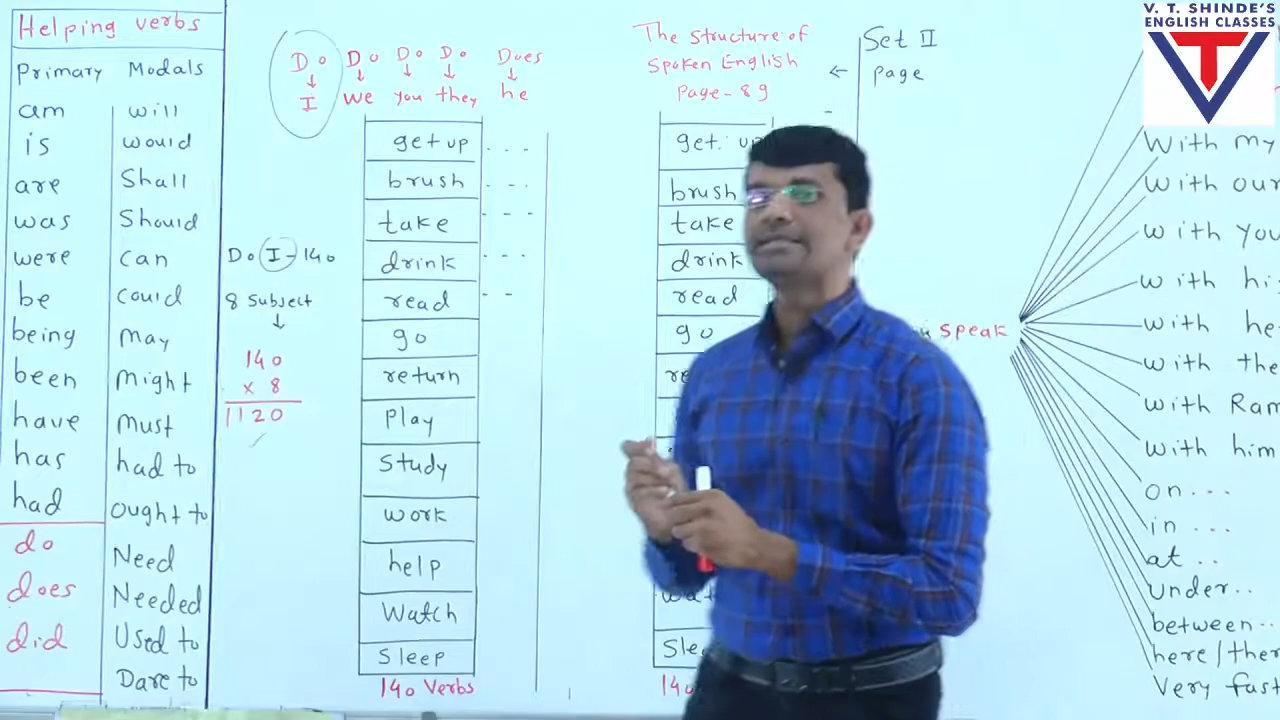 Helping verbs
Primary Modals
am will
is would
are Shall
was Should
were can
be could
being may
been might
have must
has had to
had ought to
do Need
does Needed
did Used to
Dare to
Do Do Do Do Does
I we you they he
Do I - 140
8 Subject
140
x 8
1120
get up . . .
brush . . .
take - - -
drink . . .
read - -
go
return
Play
study
work
help
Watch
Sleep
140 Verbs
The structure of
Spoken English
Page - 89
Set II
page
get up
brush
take
drink
read
go
speak
With my
With our
with you
with
with
with
with Ram
with him
on . . .
in . . .
at . .
under . .
between . .
Very fast
V. T. SHINDE'S
ENGLISH CLASSES
VT